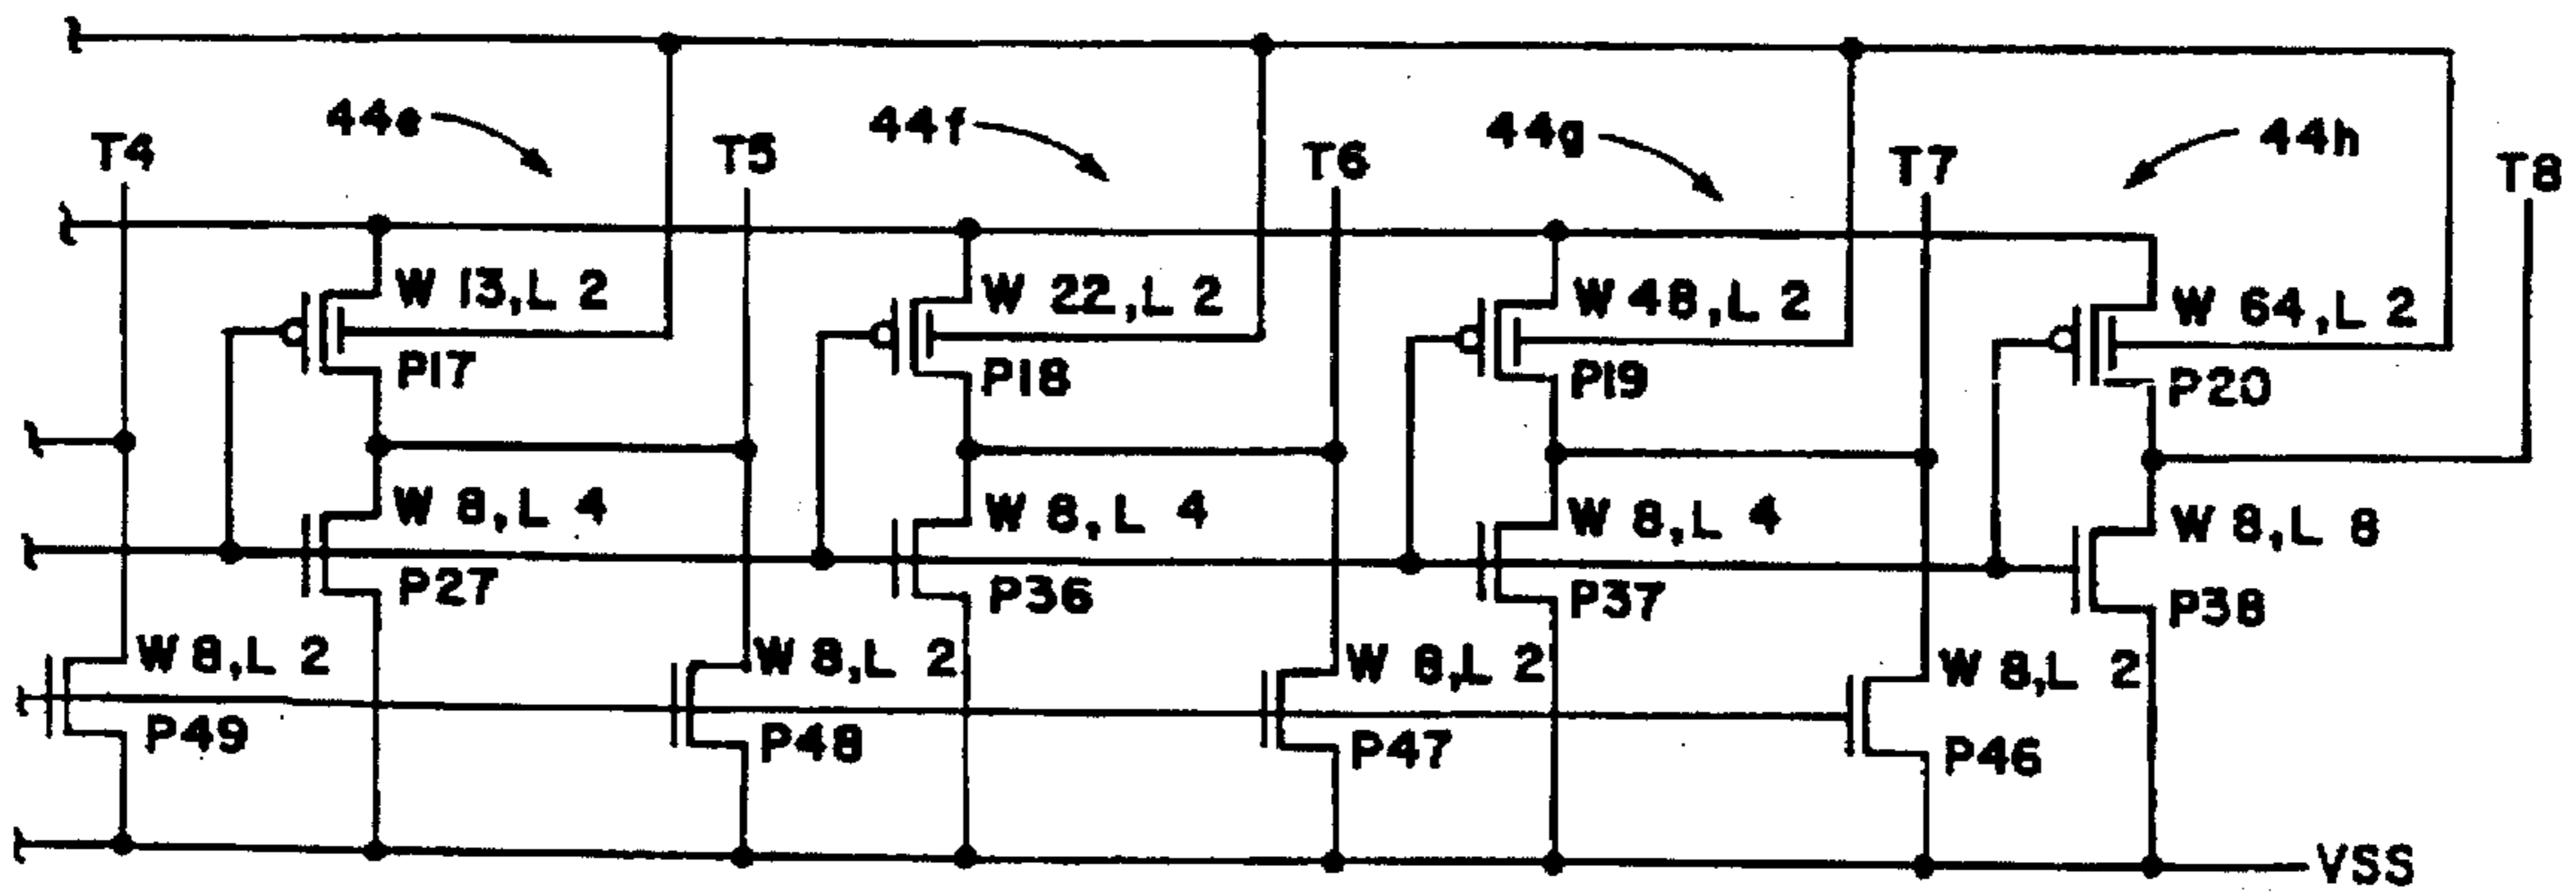 44e
44f
44g
44h
T4
T5
T6
T7
T8
W 13,L 2
P17
W 22,L 2
P18
W 48,L 2
P19
W 64,L 2
P20
W 8,L 4
P27
W 8,L 4
P36
W 8,L 4
P37
W 8,L 8
P38
W 8,L 2
P49
W 8,L 2
P48
W 8,L 2
P47
W 8,L 2
P46
VSS